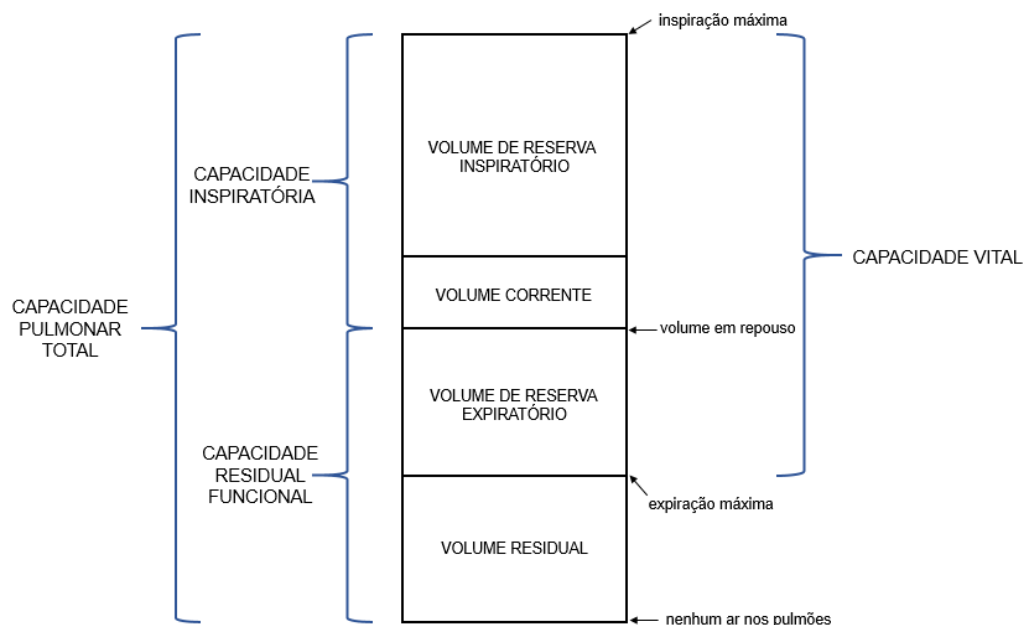 inspiração máxima
VOLUME DE RESERVA
INSPIRATÓRIO
CAPACIDADE
INSPIRATÓRIA
CAPACIDADE VITAL
VOLUME CORRENTE
CAPACIDADE
PULMONAR
TOTAL
volume em repouso
VOLUME DE RESERVA
EXPIRATÓRIO
CAPACIDADE
RESIDUAL
FUNCIONAL
expiração máxima
VOLUME RESIDUAL
nenhum ar nos pulmões